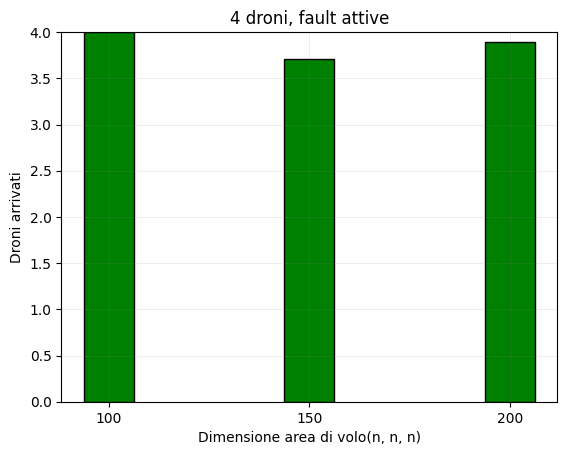 4 droni, fault attive
Droni arrivati
4.0
3.5
3.0
2.5
2.0
1.5
1.0
0.5
0.0
100 150 200
Dimensione area di volo(n, n, n)